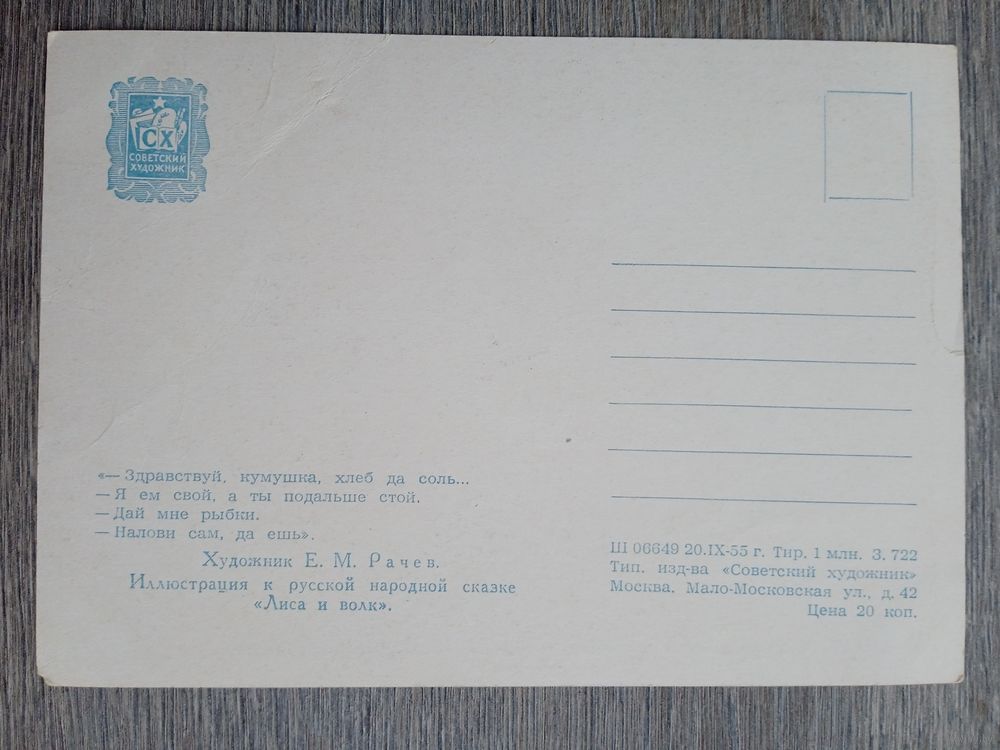 СХ
СОВЕТСКИЙ
ХУДОЖНИК
«— Здравствуй, кумушка, хлеб да соль...
— Я ем свой, а ты подальше стой.
— Дай мне рыбки.
— Налови сам, да ешь».
Художник Е. М. Рачев.
Иллюстрация к русской народной сказке
«Лиса и волк».
Ш 06649 20.IX-55 г. Тир. 1 млн. З. 722
Тип. изд-ва «Советский художник»
Москва, Мало-Московская ул., д. 42
Цена 20 коп.